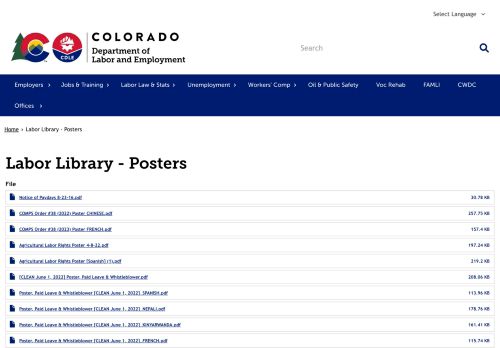 Select Language
COLORADO
Department of
Labor and Employment
CDLE
Search
Employers
Jobs & Training
Labor Law & Stats
Unemployment
Workers' Comp
Oil & Public Safety
Voc Rehab
FAMLI
CWDC
Offices
Home › Labor Library - Posters
Labor Library - Posters
File
Notice of Paydays 8-23-16.pdf 30.78 KB
COMPS Order #38 (2022) Poster CHINESE.pdf 257.75 KB
COMPS Order #38 (2022) Poster FRENCH.pdf 157.4 KB
Agricultural Labor Rights Poster 4-8-22.pdf 197.24 KB
Agricultural Labor Rights Poster [Spanish] (1).pdf 219.2 KB
[CLEAN June 1, 2022] Poster, Paid Leave & Whistleblower.pdf 208.06 KB
Poster, Paid Leave & Whistleblower [CLEAN June 1, 2022]_SPANISH.pdf 113.96 KB
Poster, Paid Leave & Whistleblower [CLEAN June 1, 2022]_NEPALI.pdf 178.76 KB
Poster, Paid Leave & Whistleblower [CLEAN June 1, 2022]_KINYARWANDA.pdf 161.41 KB
Poster, Paid Leave & Whistleblower [CLEAN June 1, 2022]_FRENCH.pdf 115.74 KB